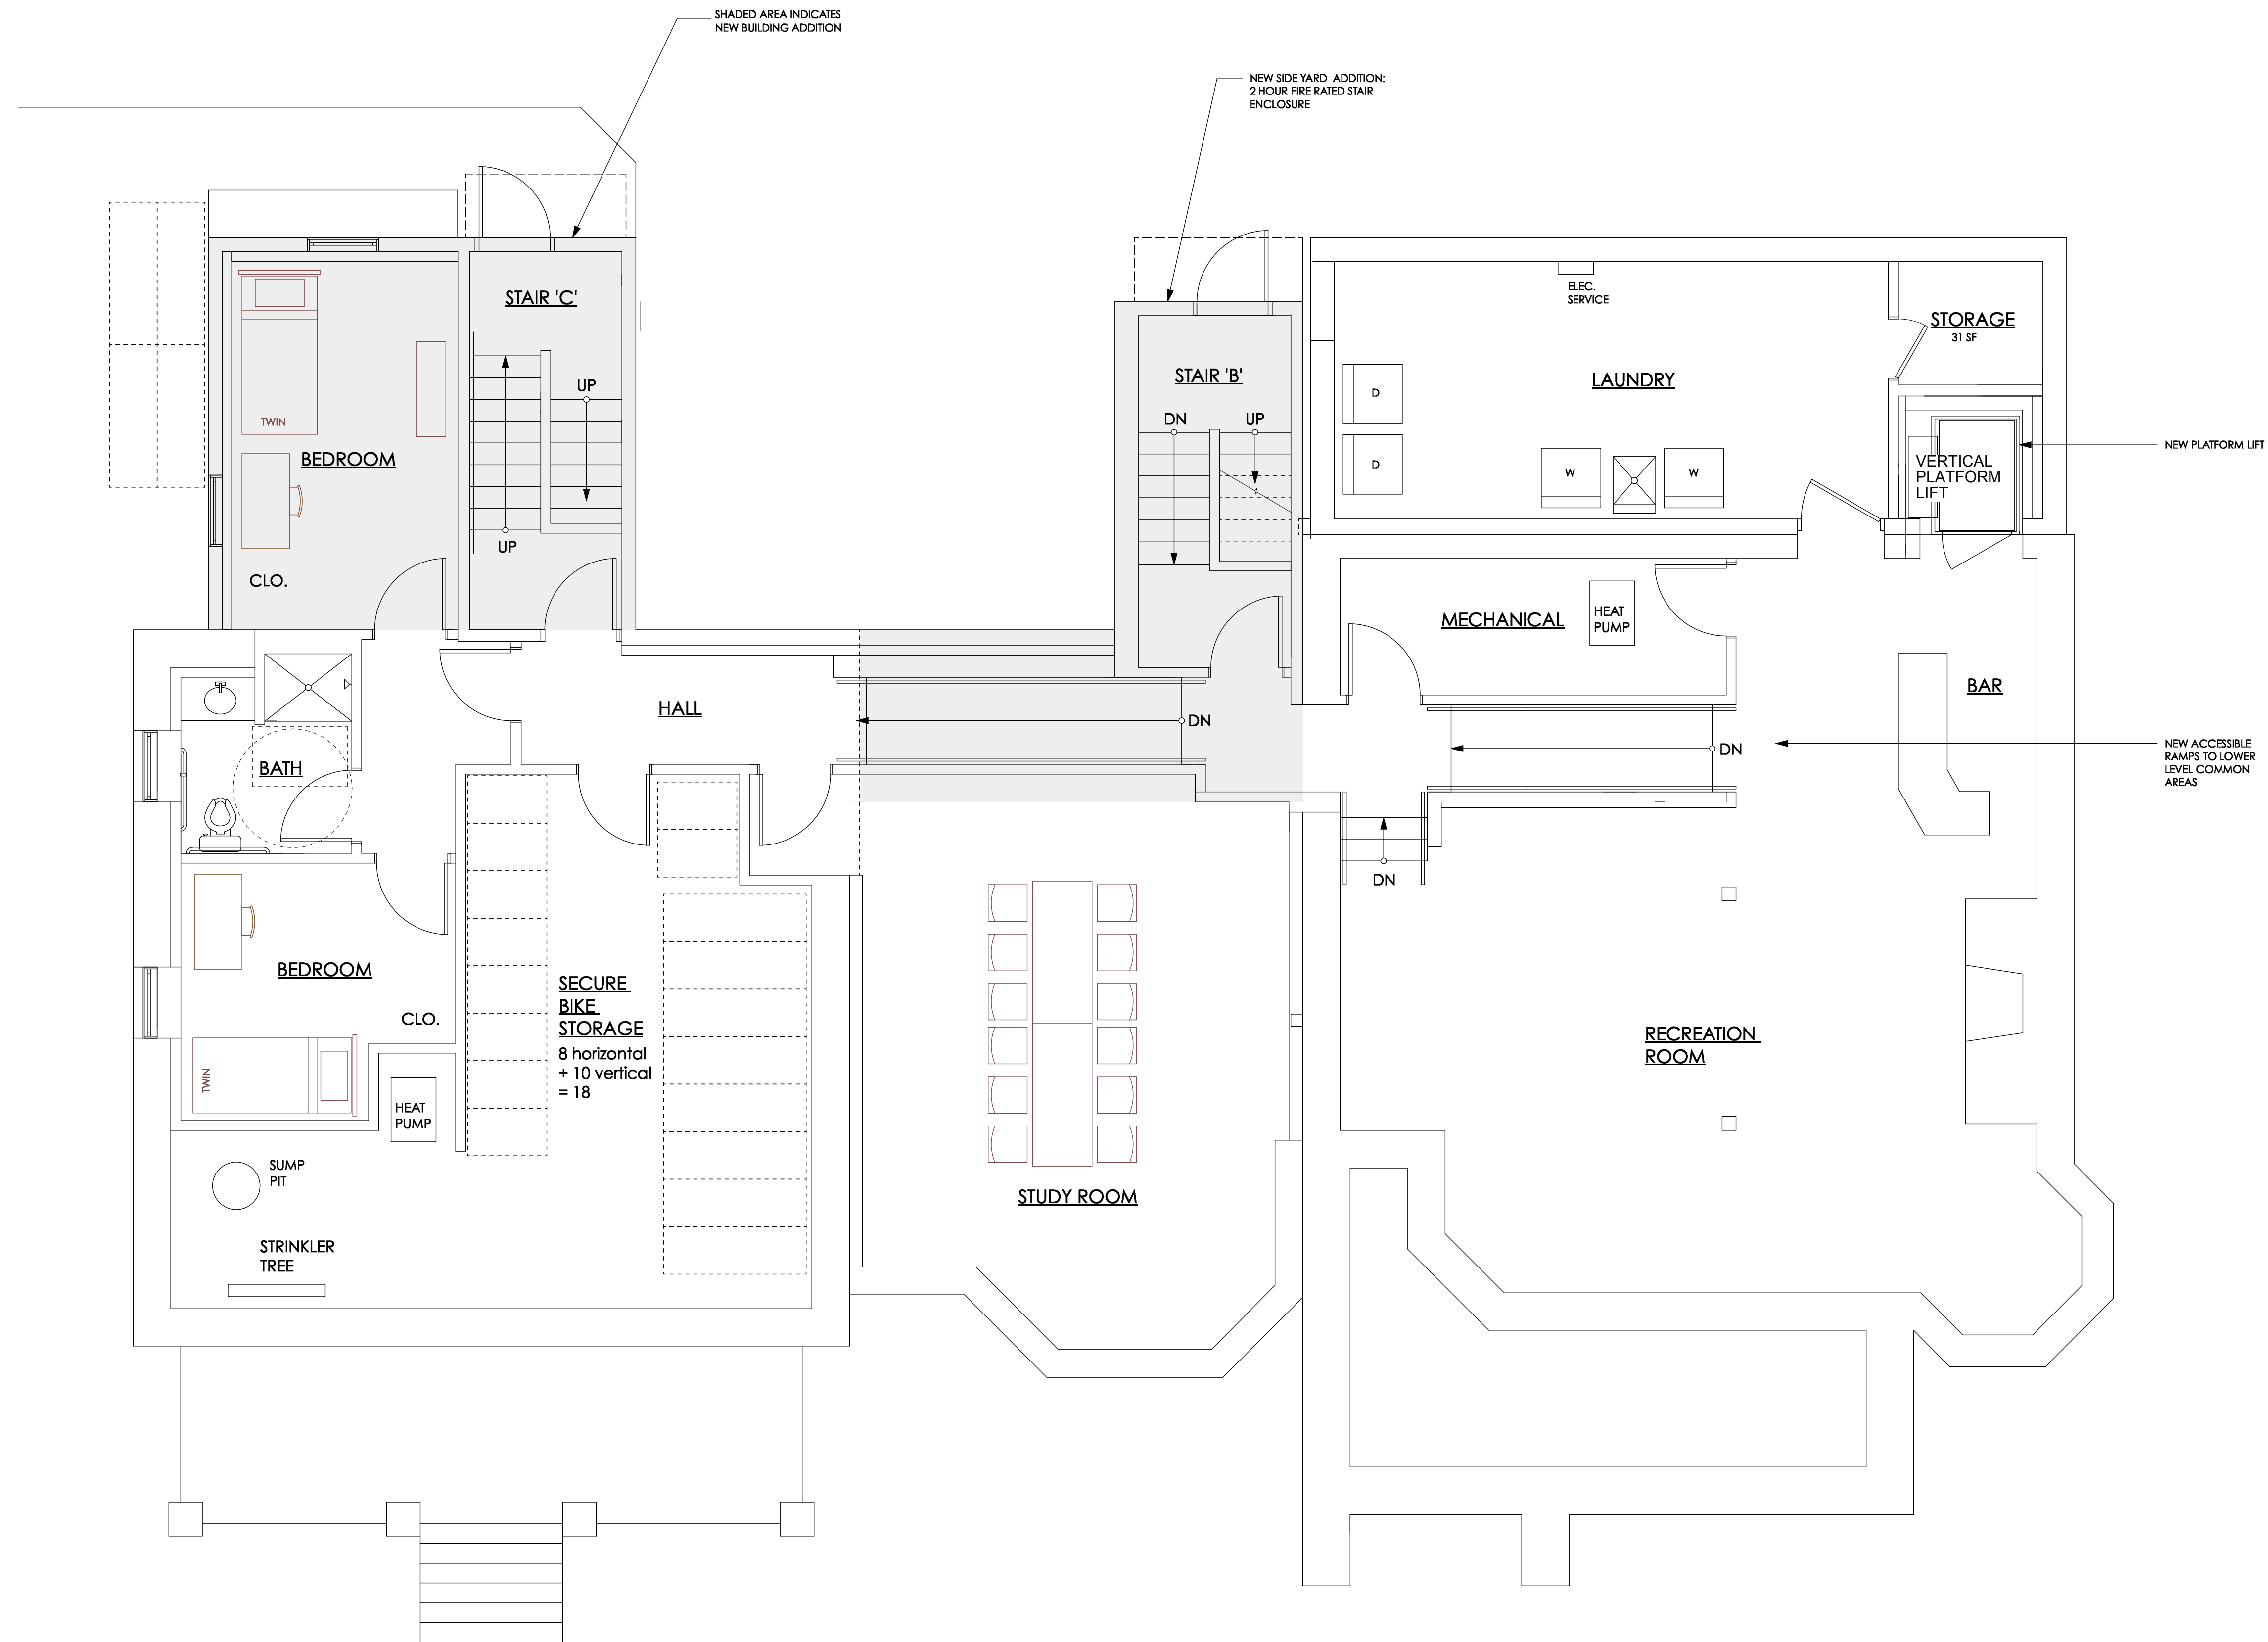 SHADED AREA INDICATES
NEW BUILDING ADDITION
NEW SIDE YARD ADDITION:
2 HOUR FIRE RATED STAIR
ENCLOSURE
STAIR 'C'
UP
UP
TWIN
BEDROOM
CLO.
STAIR 'B'
DN
UP
ELEC.
SERVICE
STORAGE
31 SF
LAUNDRY
D
D
W
W
VERTICAL
PLATFORM
LIFT
NEW PLATFORM LIFT
MECHANICAL
HEAT
PUMP
BAR
HALL
DN
DN
NEW ACCESSIBLE
RAMPS TO LOWER
LEVEL COMMON
AREAS
BATH
DN
BEDROOM
CLO.
TWIN
HEAT
PUMP
SECURE
BIKE
STORAGE
8 horizontal
+ 10 vertical
= 18
RECREATION
ROOM
SUMP
PIT
STUDY ROOM
STRINKLER
TREE